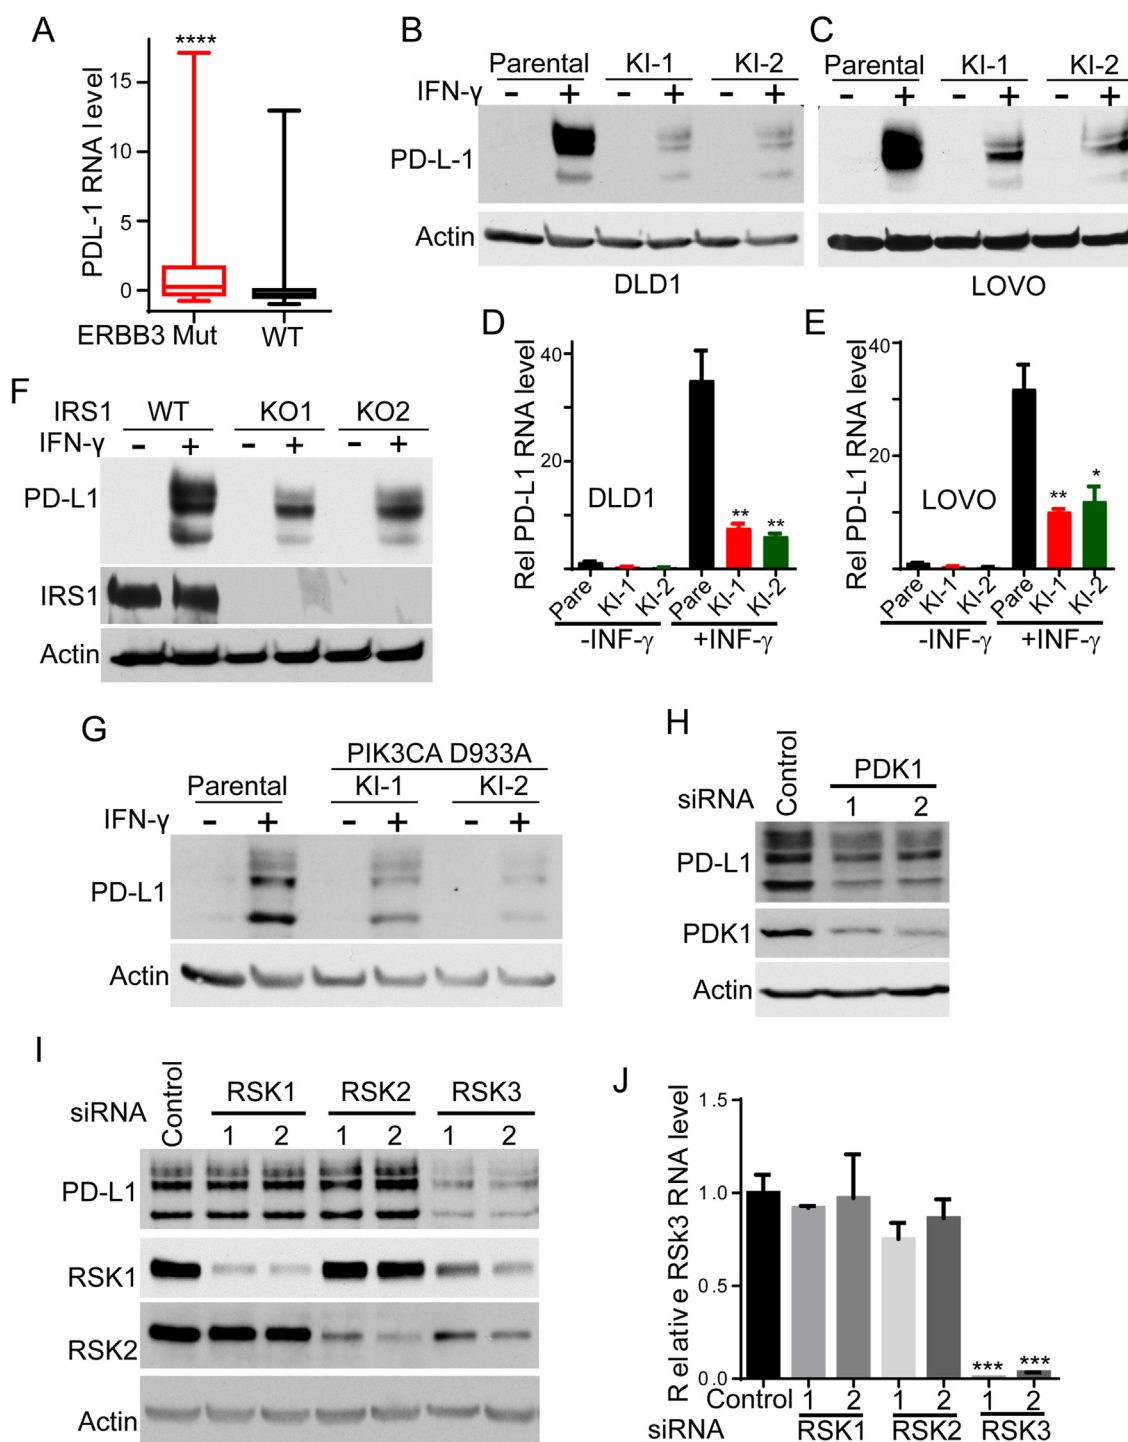 A
PDL-1 RNA level
15
10
5
0
****
ERBB3 Mut WT
B
Parental KI-1 KI-2
IFN-γ - + - + - +
PD-L-1
Actin
DLD1
C
Parental KI-1 KI-2
- + - + - +
LOVO
D
Rel PD-L1 RNA level
40
20
0
DLD1
** **
Pare KI-1 KI-2 Pare KI-1 KI-2
-INF-γ +INF-γ
E
Rel PD-L1 RNA level
40
20
0
LOVO
** *
Pare KI-1 KI-2 Pare KI-1 KI-2
-INF-γ +INF-γ
F
IRS1 WT KO1 KO2
IFN-γ - + - + - +
PD-L1
IRS1
Actin
G
PIK3CA D933A
Parental KI-1 KI-2
IFN-γ - + - + - +
PD-L1
Actin
H
Control PDK1
siRNA 1 2
PD-L1
PDK1
Actin
I
Control RSK1 RSK2 RSK3
siRNA 1 2 1 2 1 2
PD-L1
RSK1
RSK2
Actin
J
Relative RSk3 RNA level
1.5
1.0
0.5
0.0
*** ***
Control 1 2 1 2 1 2
siRNA RSK1 RSK2 RSK3